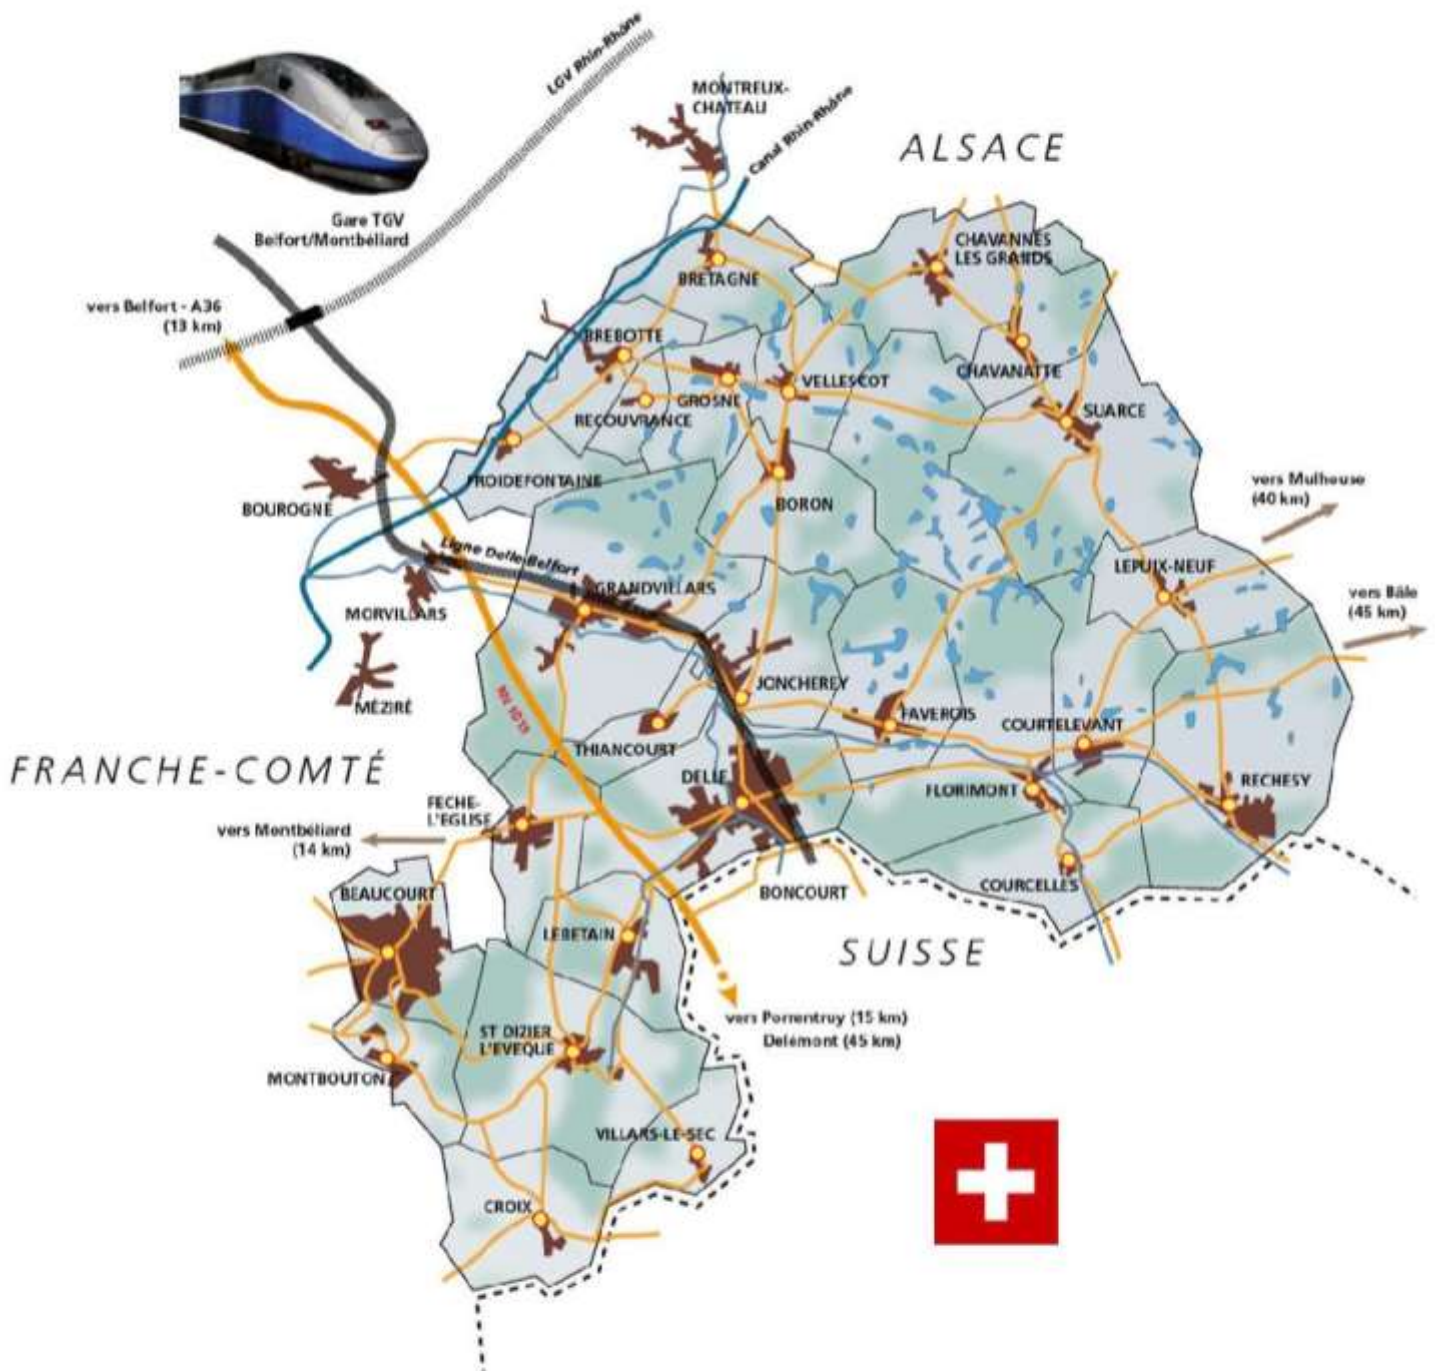 LGV Rhin-Rhône
MONTREUX-
CHATEAU
Canal Rhin-Rhône
ALSACE
Gare TGV
Belfort/Montbéliard
CHAVANNES
LES GRANDS
BRETAGNE
vers Belfort - A36
(13 km)
BREBOTTE
CHAVANATTE
VELLESCOT
GROSNE
SUARCE
RECOUVRANCE
FROIDEFONTAINE
vers Mulhouse
(40 km)
BOUROGNE
BORON
Ligne Delle-Belfort
LEPUIX-NEUF
GRANDVILLARS
vers Bâle
(45 km)
MORVILLARS
JONCHEREY
MÉZIRÉ
RN 1019
FAVEROIS
COURTELEVANT
THIANCOURT
FRANCHE-COMTÉ
DELLE
FLORIMONT
RECHESY
FECHE-
L'EGLISE
vers Montbéliard
(14 km)
BEAUCOURT
BONCOURT
COURCELLES
LEBETAIN
SUISSE
vers Porrentruy (15 km)
Delémont (45 km)
ST DIZIER
L'EVEQUE
MONTBOUTON
VILLARS-LE-SEC
CROIX